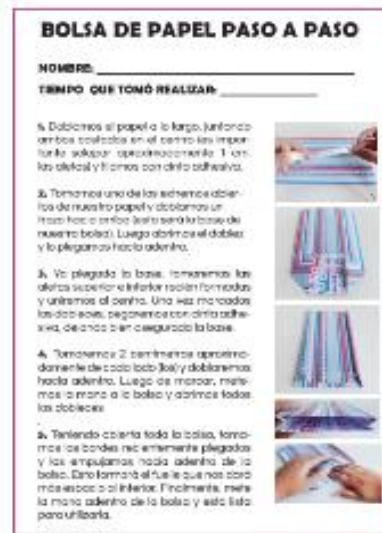 BOLSA DE PAPEL PASO A PASO
NOMBRE:
TIEMPO QUE TOMÓ REALIZAR:
1. Doblamos el papel a lo largo, juntando
ambos costados en el centro (es impor-
tante solapar aproximadamente 1 cm.
las aletas) y fijamos con cinta adhesiva.
2. Tomamos uno de los extremos abier-
tos de nuestro papel y doblamos un
trozo hacia arriba (esta será la base de
nuestra bolsa). Luego abrimos el doblez
y lo plegamos hacia adentro.
3. Ya plegada la base, tomaremos las
aletas superior e inferior recién formadas
y uniremos al centro. Una vez marcados
los dobleces, pegaremos con cinta adhe-
siva, dejando bien asegurada la base.
4. Tomaremos 2 centímetros aproxima-
damente de cada lado (los) y doblaremos
hacia adentro. Luego de marcar, mete-
mos la mano a la bolsa y abrimos todos
los dobleces
5. Teniendo abierta toda la bolsa, toma-
mos los bordes recientemente plegados
y los empujamos hacia adentro de la
bolsa. Esto formará el fuelle que nos dará
más espacio al interior. Finalmente, mete
la mano adentro de la bolsa y está lista
para utilizarla.